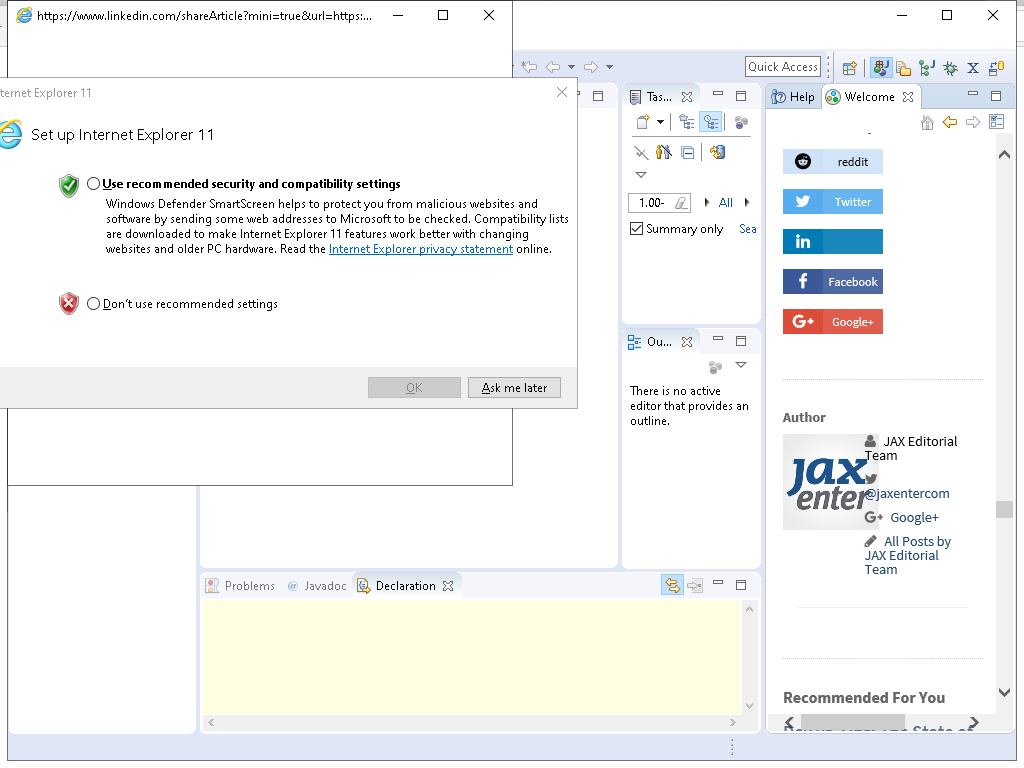 https://www.linkedin.com/shareArticle?mini=true&url=https:...
Quick Access
ternet Explorer 11
Set up Internet Explorer 11
Use recommended security and compatibility settings
Windows Defender SmartScreen helps to protect you from malicious websites and
software by sending some web addresses to Microsoft to be checked. Compatibility lists
are downloaded to make Internet Explorer 11 features work better with changing
websites and older PC hardware. Read the Internet Explorer privacy statement online.
Don't use recommended settings
OK
Ask me later
Tas...
1.00-
All
Summary only
Sea
Ou...
There is no active
editor that provides an
outline.
Help
Welcome
reddit
Twitter
in
f Facebook
G+ Google+
Author
jax
enter
JAX Editorial
Team
@jaxentercom
G+ Google+
All Posts by
JAX Editorial
Team
Recommended For You
State of
Problems
@ Javadoc
Declaration